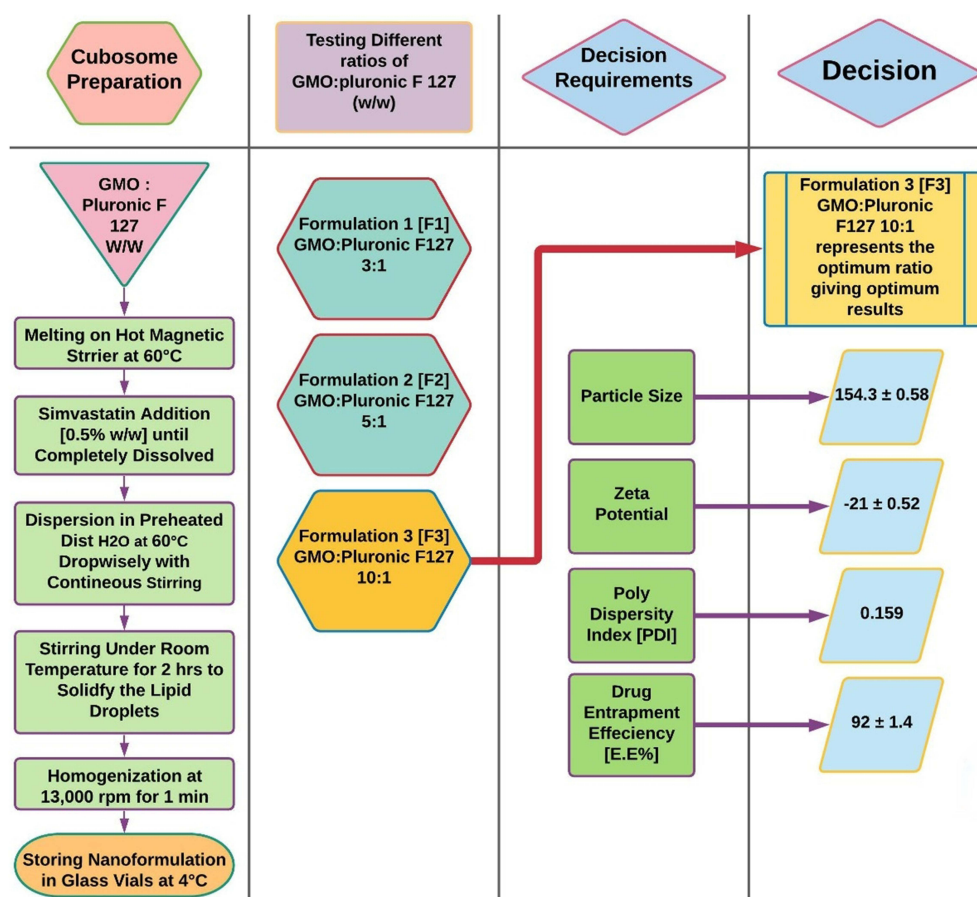 Cubosome
Preparation
Testing Different
ratios of
GMO:pluronic F 127
(w/w)
Decision
Requirements
Decision
GMO :
Pluronic F
127
W/W
Melting on Hot Magnetic
Strrier at 60°C
Simvastatin Addition
[0.5% w/w] until
Completely Dissolved
Dispersion in Preheated
Dist H2O at 60°C
Dropwisely with
Contineous Stirring
Stirring Under Room
Temperature for 2 hrs to
Solidfy the Lipid
Droplets
Homogenization at
13,000 rpm for 1 min
Storing Nanoformulation
in Glass Vials at 4°C
Formulation 1 [F1]
GMO:Pluronic F127
3:1
Formulation 2 [F2]
GMO:Pluronic F127
5:1
Formulation 3 [F3]
GMO:Pluronic F127
10:1
Particle Size
Zeta
Potential
Poly
Dispersity
Index [PDI]
Drug
Entrapment
Effeciency
[E.E%]
Formulation 3 [F3]
GMO:Pluronic
F127 10:1
represents the
optimum ratio
giving optimum
results
154.3 ± 0.58
-21 ± 0.52
0.159
92 ± 1.4